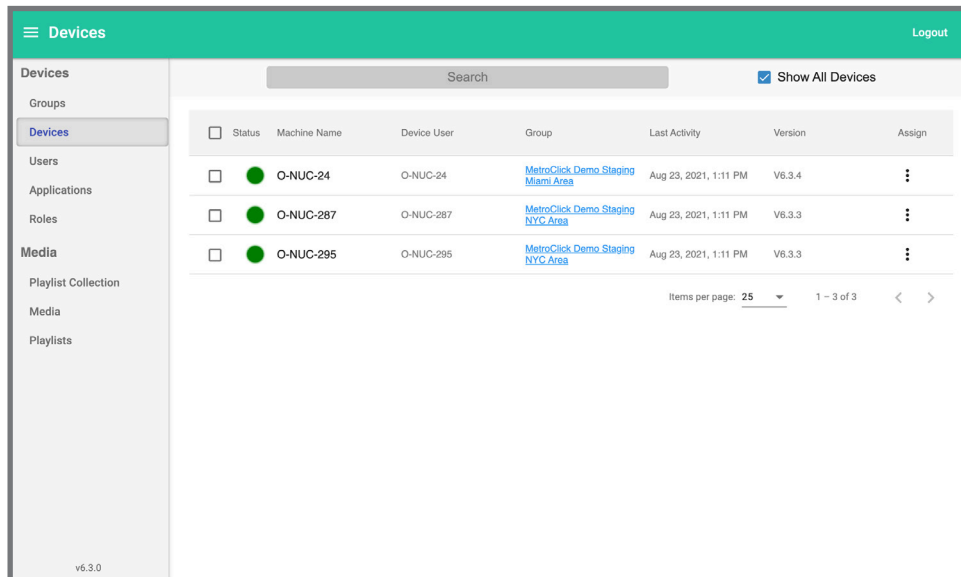 Devices
Logout
Devices
Groups
Devices
Users
Applications
Roles
Media
Playlist Collection
Media
Playlists
v6.3.0
Search
Show All Devices
Status Machine Name Device User Group Last Activity Version Assign
O-NUC-24 O-NUC-24 MetroClick Demo Staging Aug 23, 2021, 1:11 PM V6.3.4
Miami Area
O-NUC-287 O-NUC-287 MetroClick Demo Staging Aug 23, 2021, 1:11 PM V6.3.3
NYC Area
O-NUC-295 O-NUC-295 MetroClick Demo Staging Aug 23, 2021, 1:11 PM V6.3.3
NYC Area
Items per page: 25 1 – 3 of 3